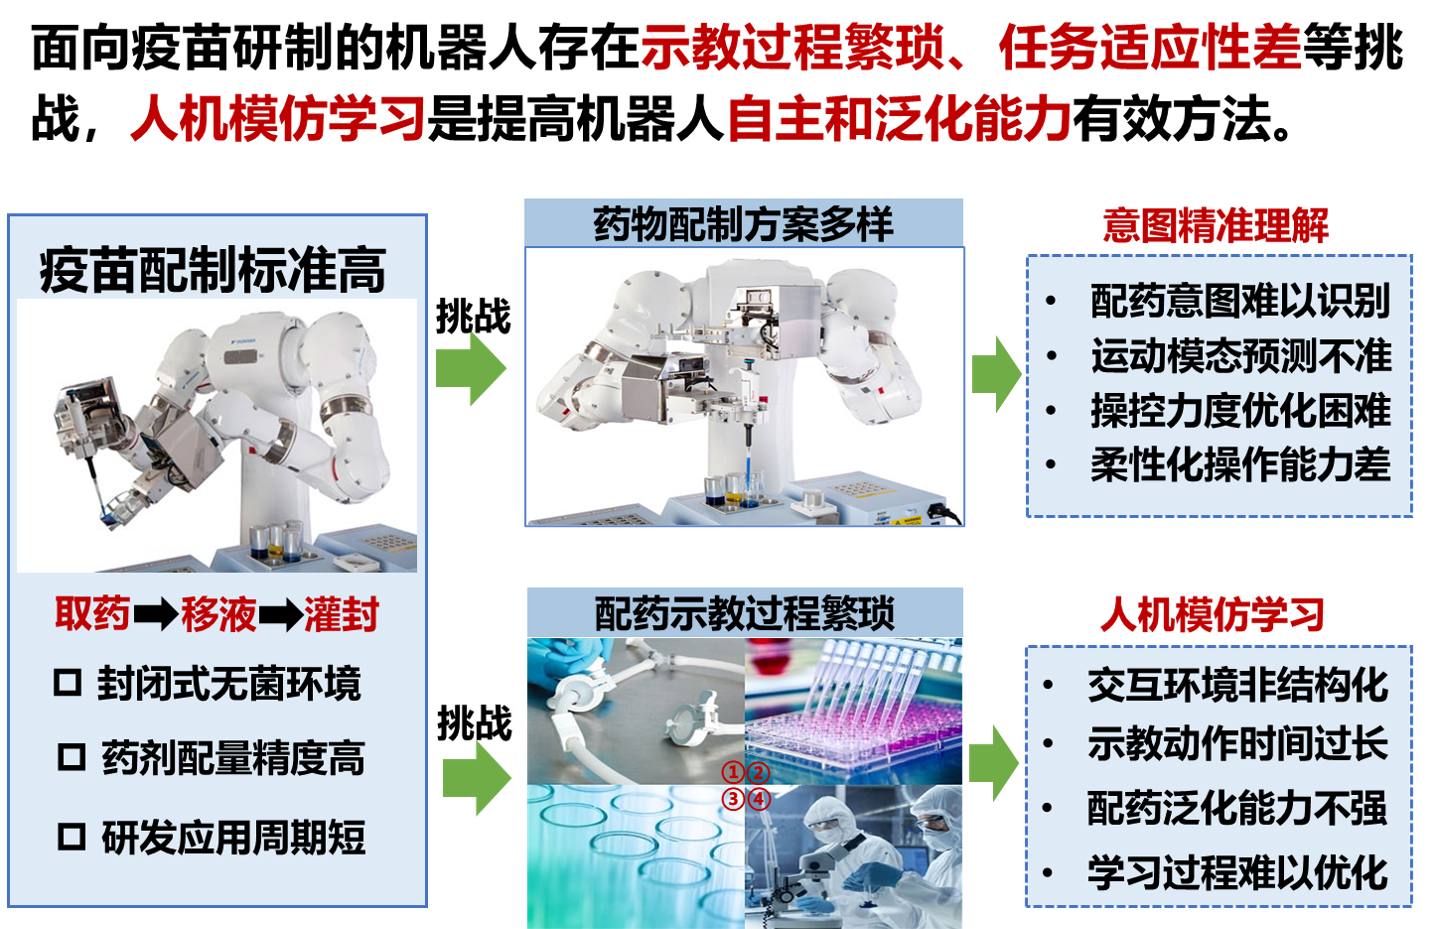 面向疫苗研制的机器人存在示教过程繁琐、任务适应性差等挑
战，人机模仿学习是提高机器人自主和泛化能力有效方法。
疫苗配制标准高
取药
移液
灌封
封闭式无菌环境
药剂配量精度高
研发应用周期短
挑战
药物配制方案多样
意图精准理解
• 配药意图难以识别
• 运动模态预测不准
• 操控力度优化困难
• 柔性化操作能力差
挑战
配药示教过程繁琐
①②
③④
人机模仿学习
• 交互环境非结构化
• 示教动作时间过长
• 配药泛化能力不强
• 学习过程难以优化